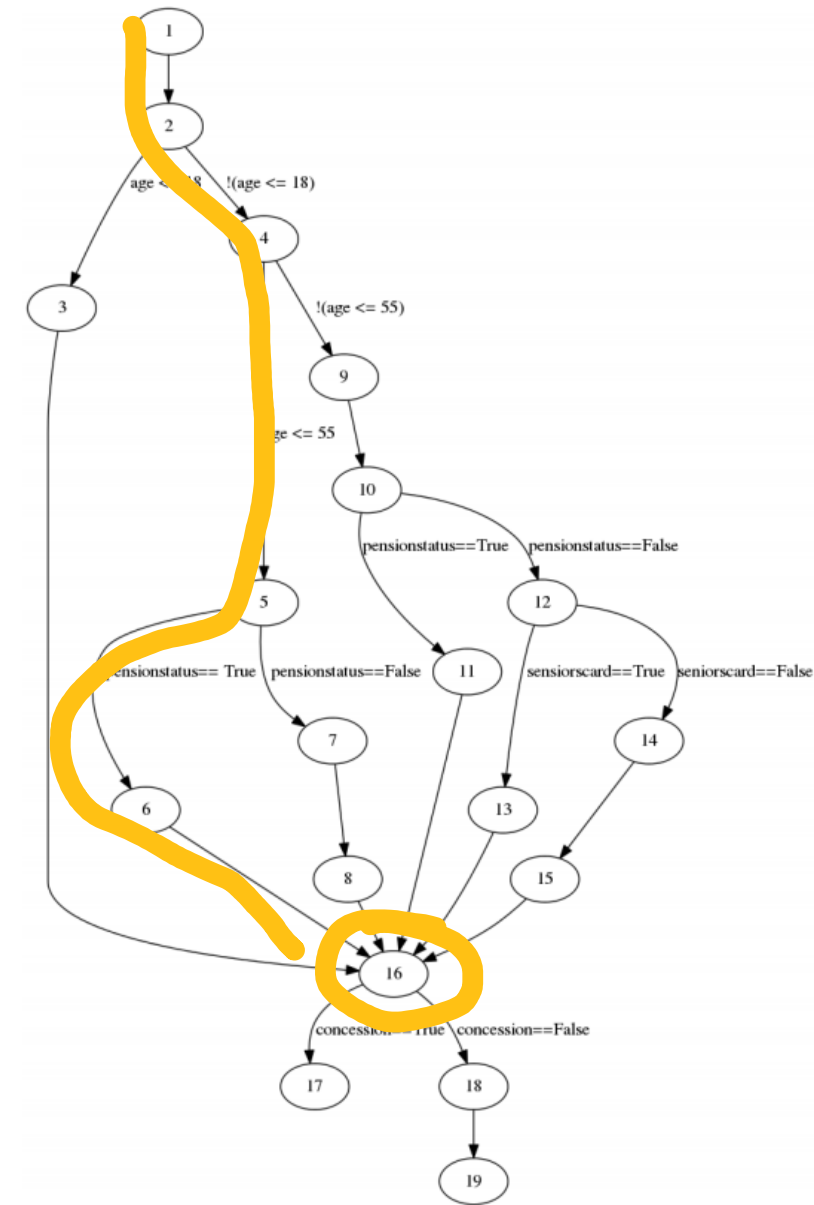 1
2
age < 18 !(age <= 18)
4
3
!(age <= 55)
9
ge <= 55
10
pensionstatus==True pensionstatus==False
5
12
pensionstatus== True pensionstatus==False
11
sensiorscard==True seniorscard==False
7
14
6
13
8
15
16
concession==True concession==False
17
18
19